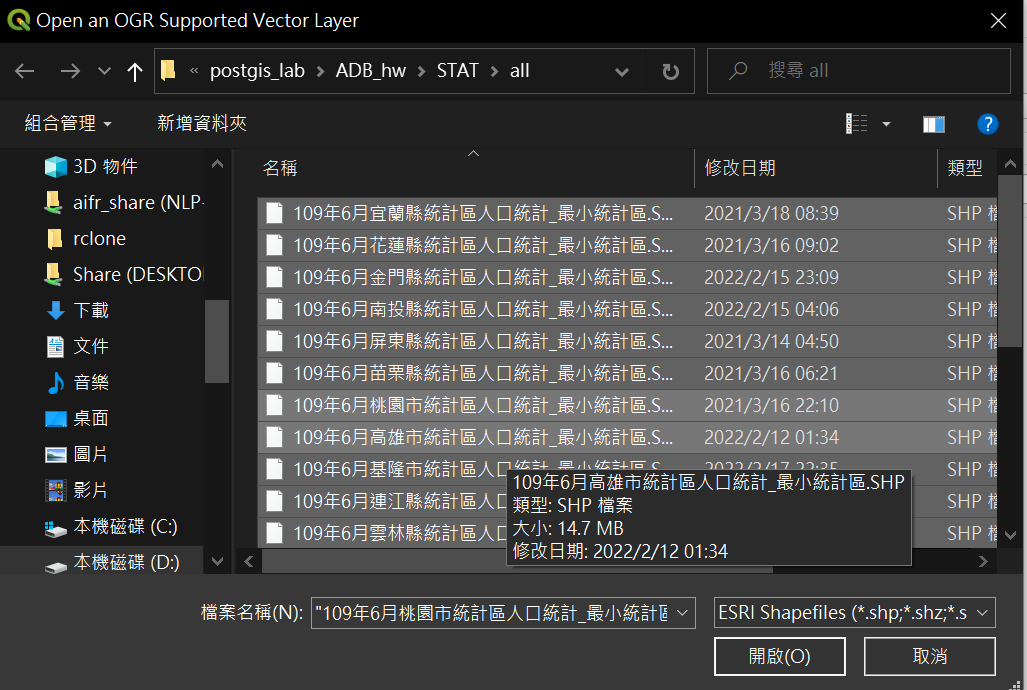 Open an OGR Supported Vector Layer
« postgis_lab > ADB_hw > STAT > all
搜尋 all
組合管理 新增資料夾
名稱 修改日期 類型
3D 物件
aifr_share (NLP-
rclone
Share (DESKTO
下載
文件
音樂
桌面
圖片
影片
本機磁碟 (C:)
本機磁碟 (D:)
109年6月宜蘭縣統計區人口統計_最小統計區.S... 2021/3/18 08:39 SHP 檔
109年6月花蓮縣統計區人口統計_最小統計區.S... 2021/3/16 09:02 SHP 檔
109年6月金門縣統計區人口統計_最小統計區.S... 2022/2/15 23:09 SHP 檔
109年6月南投縣統計區人口統計_最小統計區.S... 2022/2/15 04:06 SHP 檔
109年6月屏東縣統計區人口統計_最小統計區.S... 2021/3/14 04:50 SHP 檔
109年6月苗栗縣統計區人口統計_最小統計區.S... 2021/3/16 06:21 SHP 檔
109年6月桃園市統計區人口統計_最小統計區.S... 2021/3/16 22:10 SHP 檔
109年6月高雄市統計區人口統計_最小統計區.S... 2022/2/12 01:34 SHP 檔
109年6月基隆市統計區人口統計_最小統計區.S... 2022/2/17 22:35 SHP 檔
109年6月連江縣統計區人口 SHP 檔
109年6月雲林縣統計區人口 SHP 檔
109年6月高雄市統計區人口統計_最小統計區.SHP
類型: SHP 檔案
大小: 14.7 MB
修改日期: 2022/2/12 01:34
檔案名稱(N): "109年6月桃園市統計區人口統計_最小統計區 ESRI Shapefiles (*.shp;*.shz;*.s
開啟(O) 取消